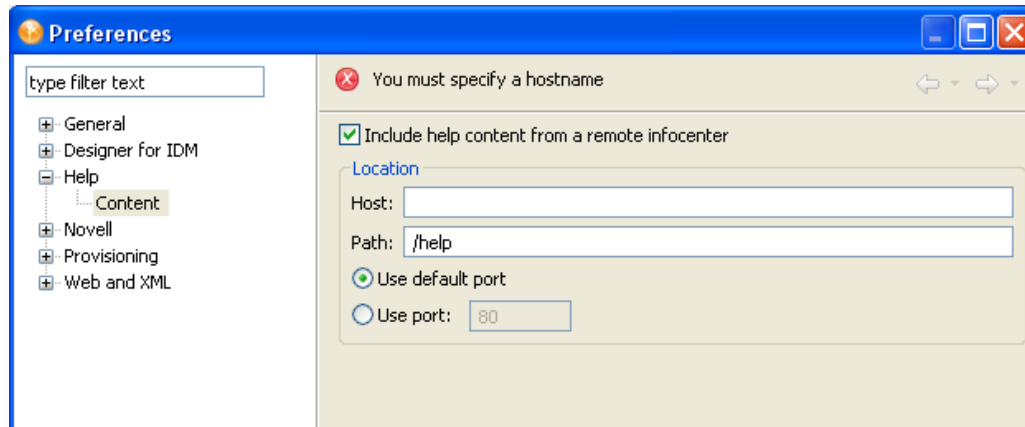 Preferences
type filter text
General
Designer for IDM
Help
Content
Novell
Provisioning
Web and XML
You must specify a hostname
Include help content from a remote infocenter
Location
Host:
Path: /help
Use default port
Use port: 80